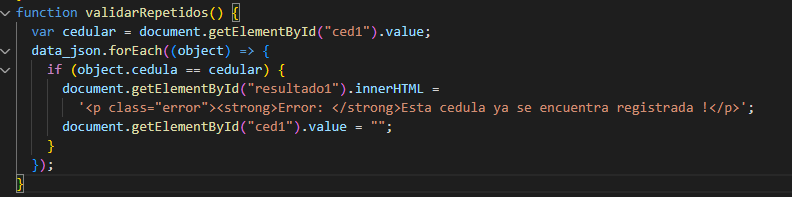 function validarRepetidos() {
  var cedular = document.getElementById("ced1").value;
  data_json.forEach((object) => {
    if (object.cedula == cedular) {
      document.getElementById("resultado1").innerHTML =
        '<p class="error"><strong>Error: </strong>Esta cedula ya se encuentra registrada !</p>';
      document.getElementById("ced1").value = "";
    }
  });
}